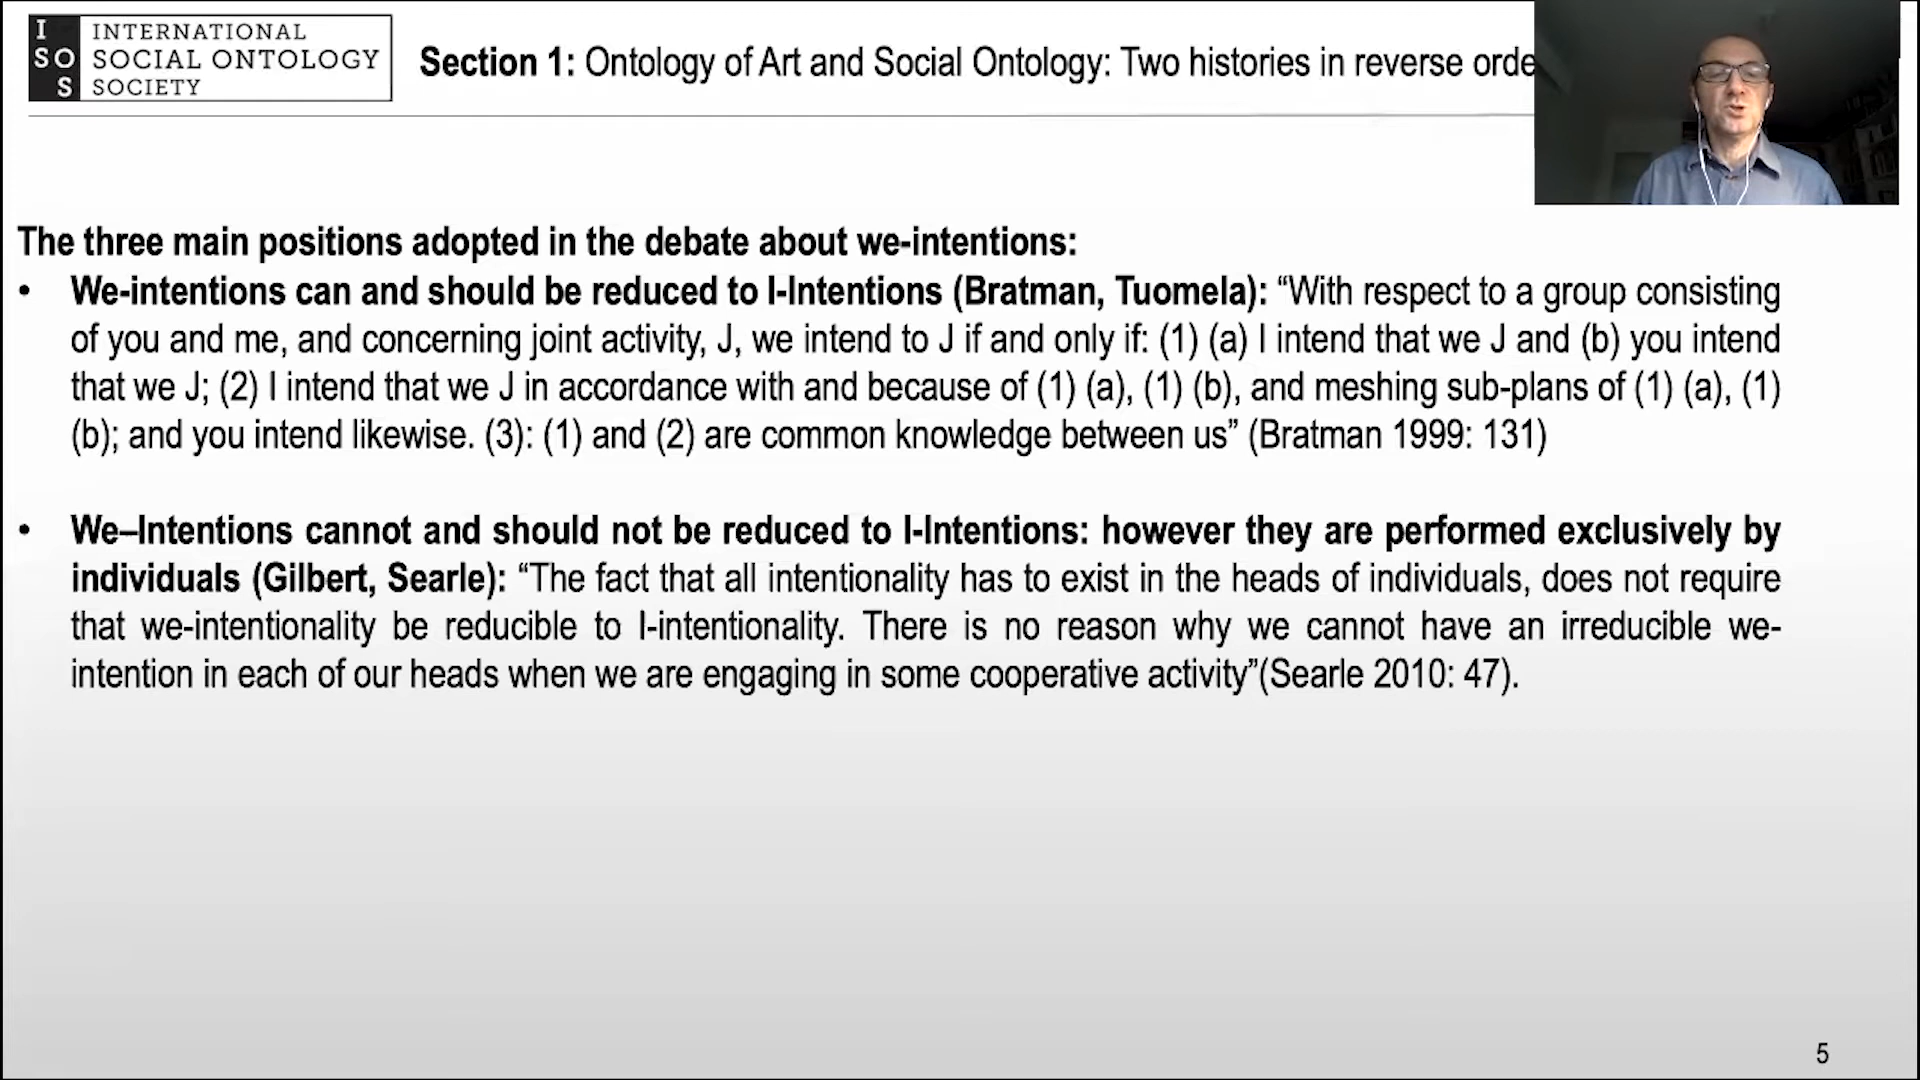 I
SO
S
INTERNATIONAL
SOCIAL ONTOLOGY
SOCIETY
Section 1: Ontology of Art and Social Ontology: Two histories in reverse orde
The three main positions adopted in the debate about we-intentions:
• We-intentions can and should be reduced to I-Intentions (Bratman, Tuomela): “With respect to a group consisting
of you and me, and concerning joint activity, J, we intend to J if and only if: (1) (a) I intend that we J and (b) you intend
that we J; (2) I intend that we J in accordance with and because of (1) (a), (1) (b), and meshing sub-plans of (1) (a), (1)
(b); and you intend likewise. (3): (1) and (2) are common knowledge between us” (Bratman 1999: 131)
• We–Intentions cannot and should not be reduced to I-Intentions: however they are performed exclusively by
individuals (Gilbert, Searle): “The fact that all intentionality has to exist in the heads of individuals, does not require
that we-intentionality be reducible to I-intentionality. There is no reason why we cannot have an irreducible we-
intention in each of our heads when we are engaging in some cooperative activity”(Searle 2010: 47).
5